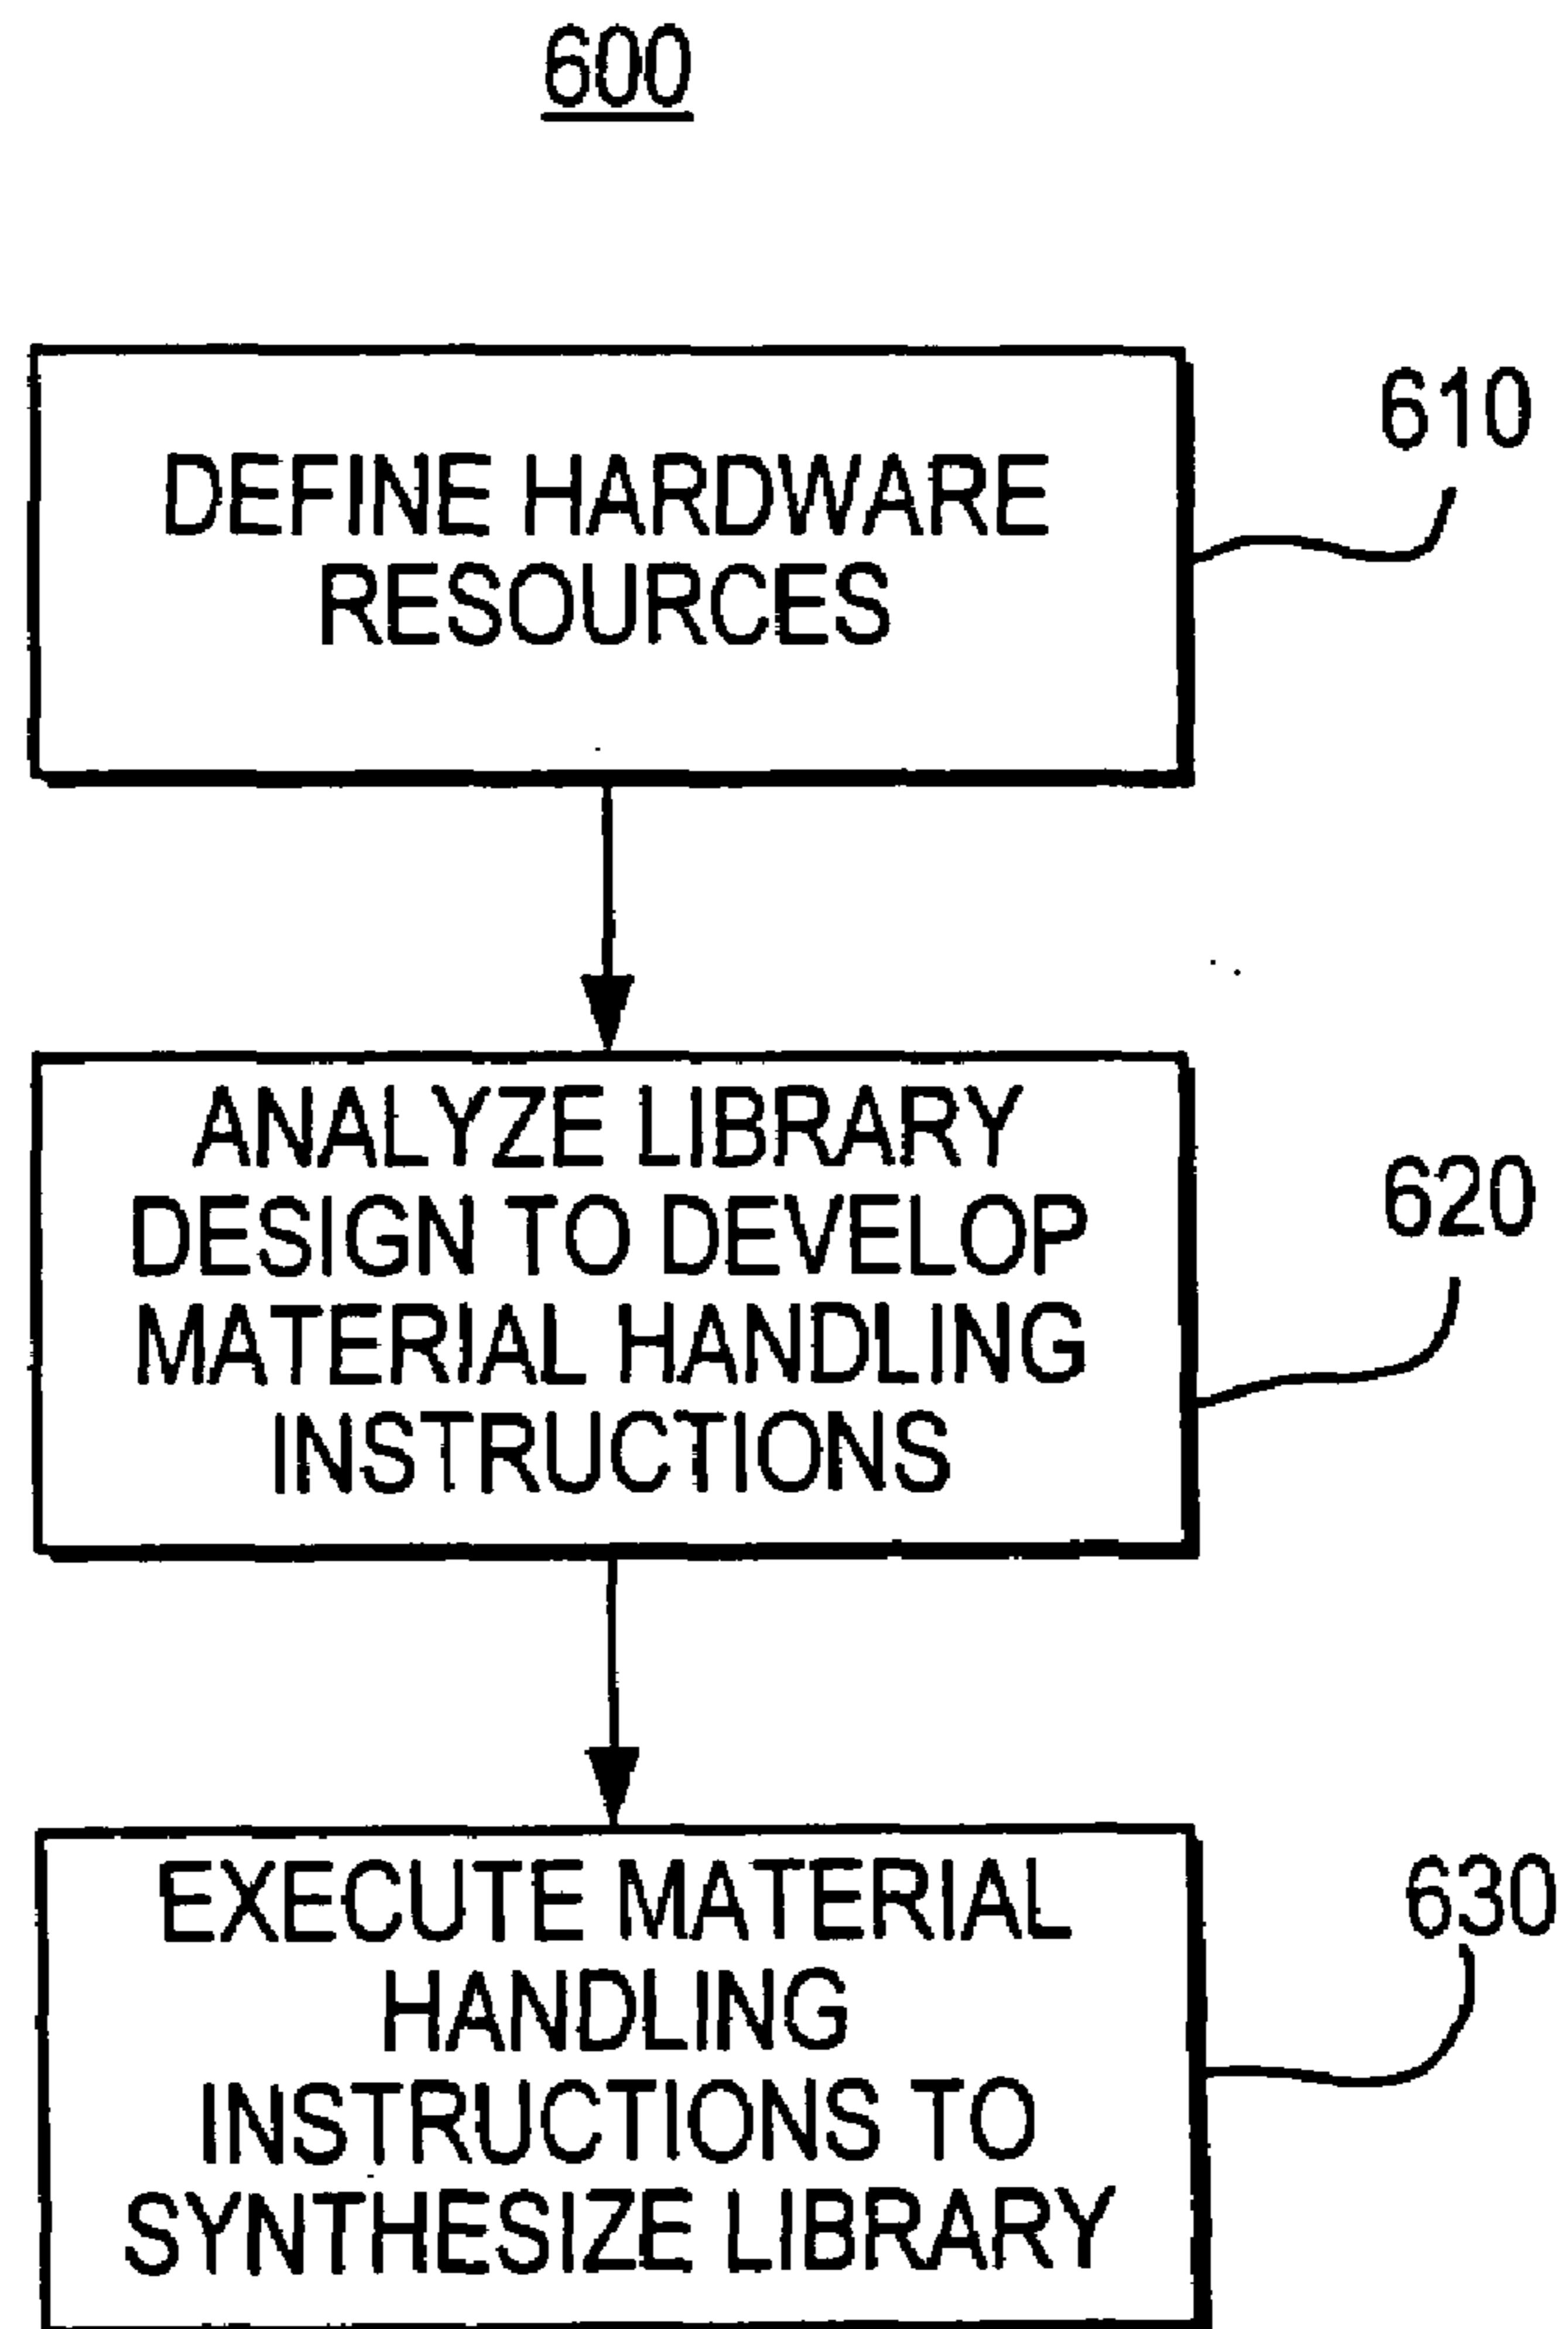 600
DEFINE HARDWARE
RESOURCES
610
ANALYZE LIBRARY
DESIGN TO DEVELOP
MATERIAL HANDLING
INSTRUCTIONS
620
EXECUTE MATERIAL
HANDLING
INSTRUCTIONS TO
SYNTHESIZE LIBRARY
630